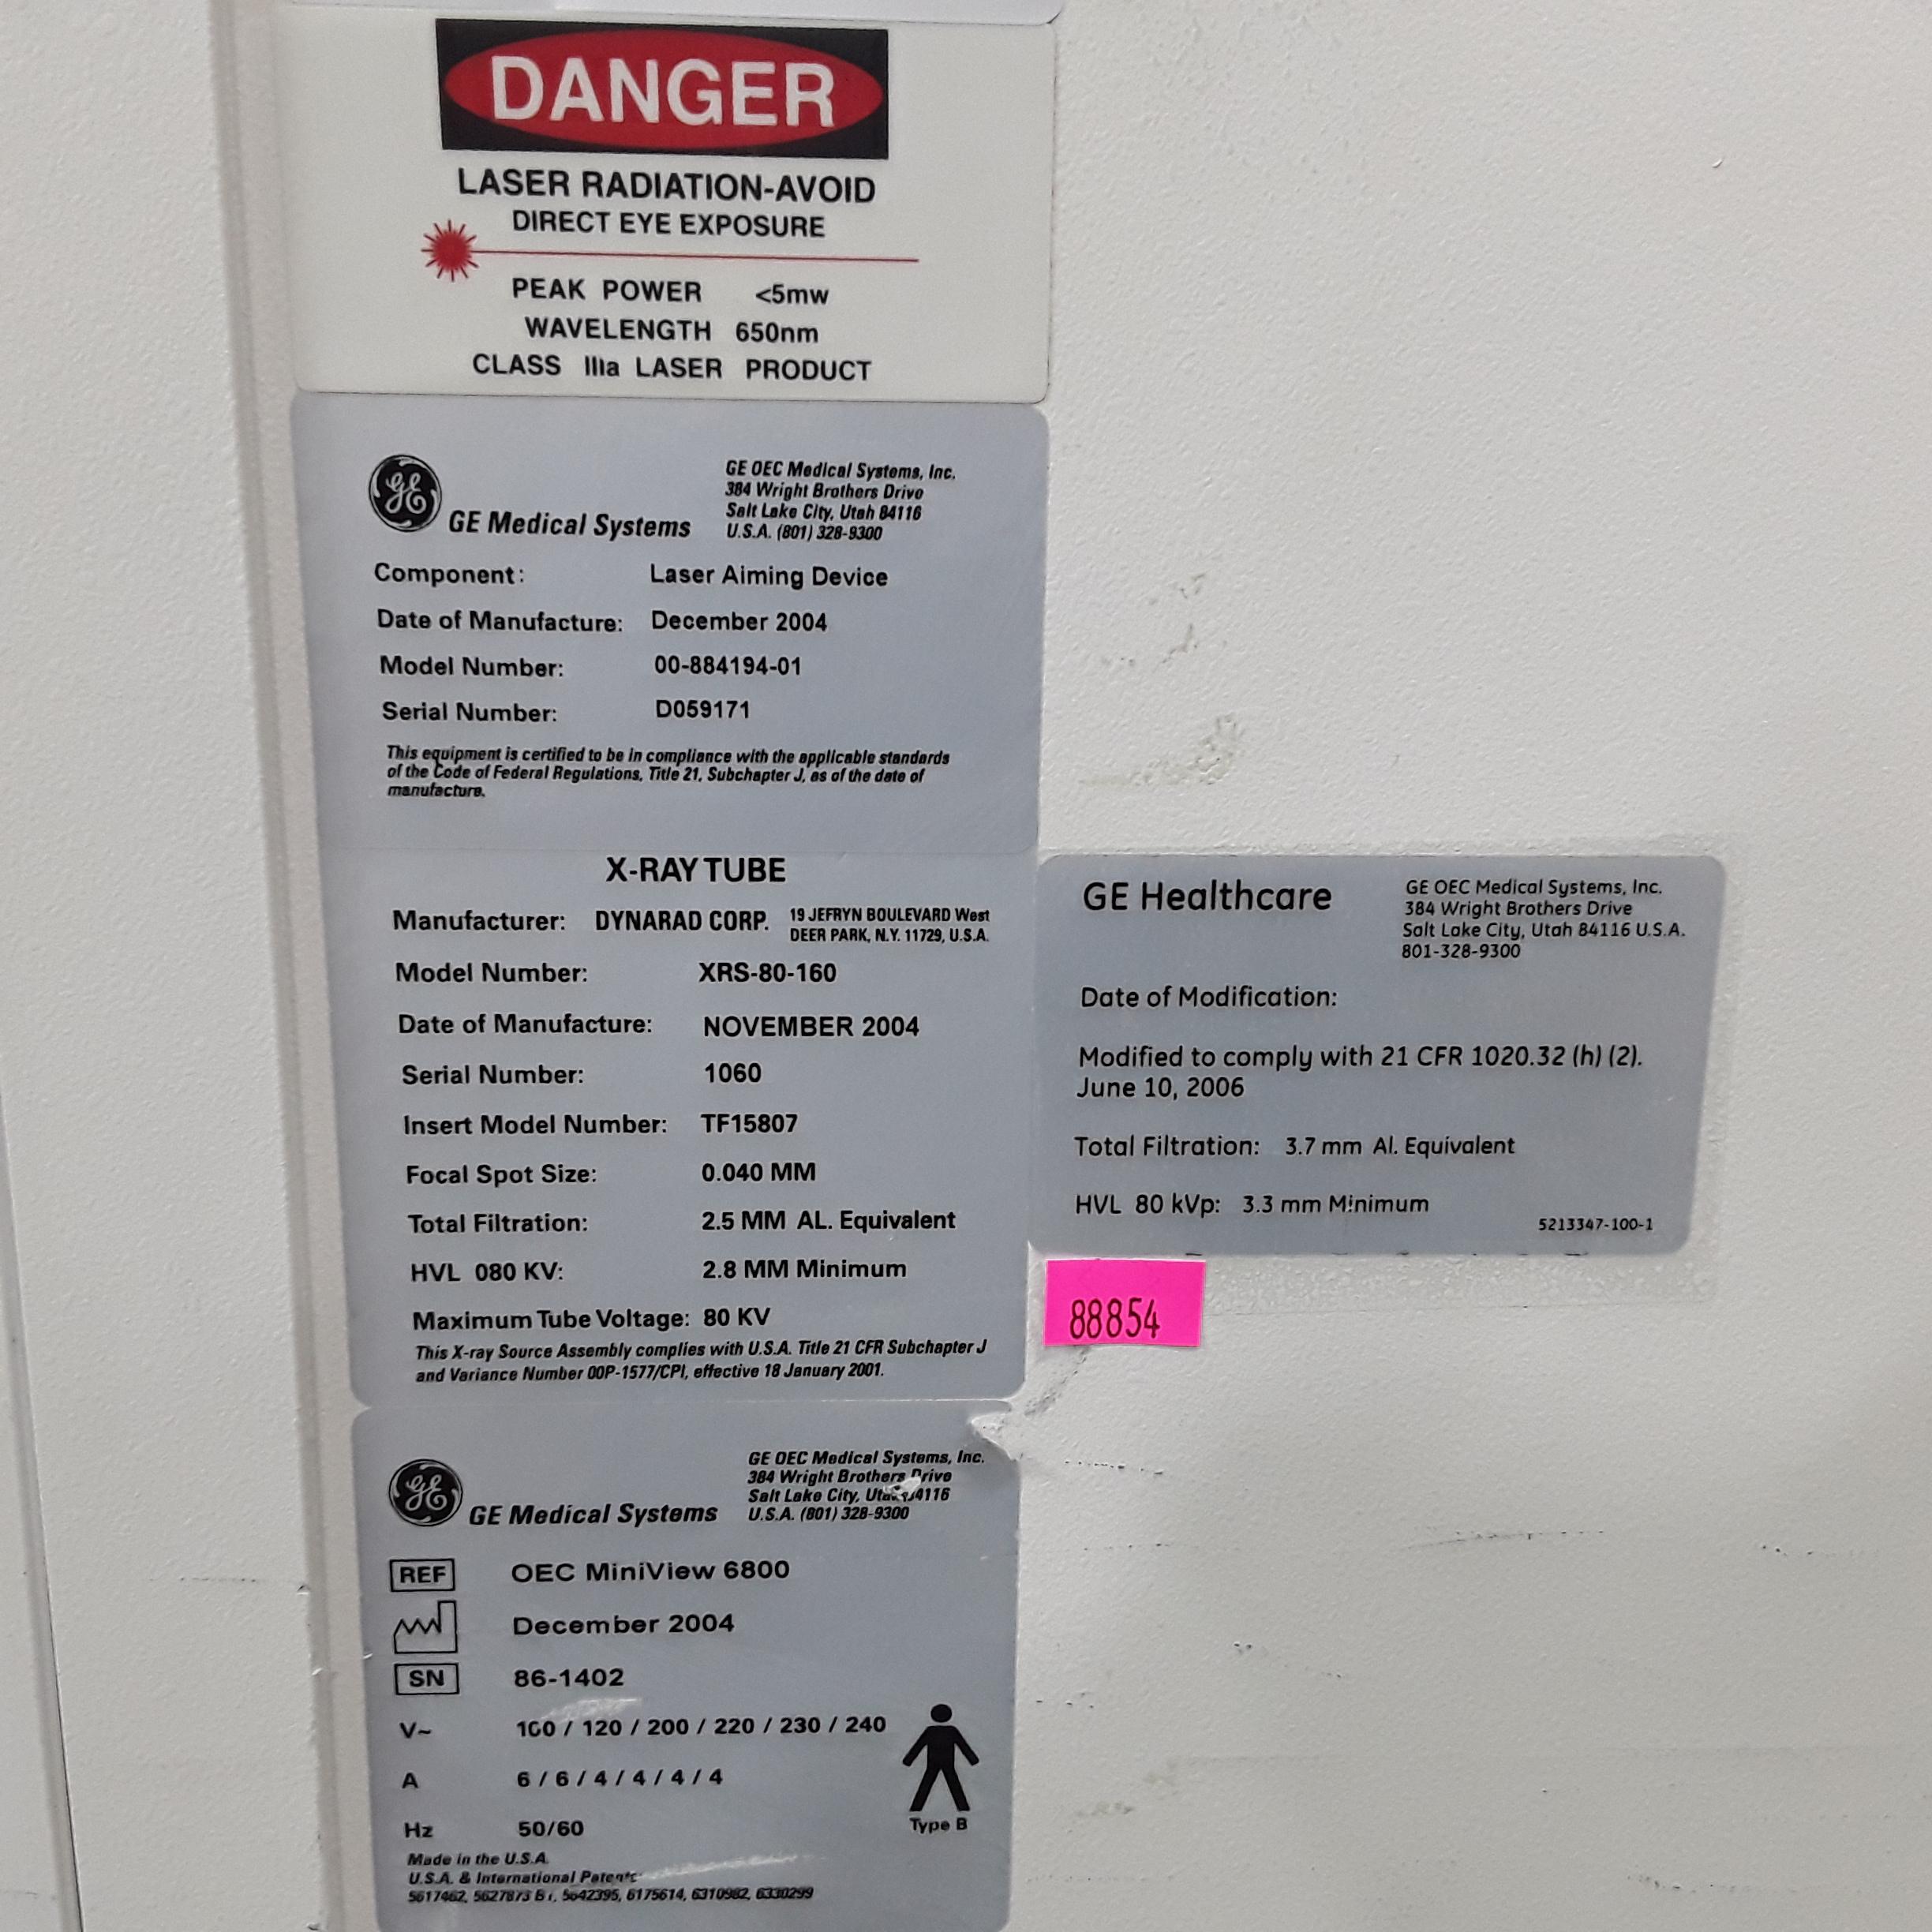 DANGER
LASER RADIATION-AVOID
DIRECT EYE EXPOSURE
PEAK POWER <5mw
WAVELENGTH 650nm
CLASS IIIa LASER PRODUCT
GE
GE Medical Systems
GE OEC Medical Systems, Inc.
384 Wright Brothers Drive
Salt Lake City, Utah 84116
U.S.A. (801) 328-9300
Component: Laser Aiming Device
Date of Manufacture: December 2004
Model Number: 00-884194-01
Serial Number: D059171
This equipment is certified to be in compliance with the applicable standards
of the Code of Federal Regulations, Title 21, Subchapter J, as of the date of
manufacture.
X-RAY TUBE
Manufacturer: DYNARAD CORP. 19 JEFRYN BOULEVARD West
DEER PARK, N.Y. 11729, U.S.A.
Model Number: XRS-80-160
Date of Manufacture: NOVEMBER 2004
Serial Number: 1060
Insert Model Number: TF15807
Focal Spot Size: 0.040 MM
Total Filtration: 2.5 MM AL. Equivalent
HVL 080 KV: 2.8 MM Minimum
Maximum Tube Voltage: 80 KV
This X-ray Source Assembly complies with U.S.A. Title 21 CFR Subchapter J
and Variance Number 00P-1577/CPI, effective 18 January 2001.
GE Healthcare
GE OEC Medical Systems, Inc.
384 Wright Brothers Drive
Salt Lake City, Utah 84116 U.S.A.
801-328-9300
Date of Modification:
Modified to comply with 21 CFR 1020.32 (h) (2).
June 10, 2006
Total Filtration: 3.7 mm Al. Equivalent
HVL 80 kVp: 3.3 mm Minimum
5213347-100-1
88854
GE
GE Medical Systems
GE OEC Medical Systems, Inc.
384 Wright Brothers Drive
Salt Lake City, Utah 84116
U.S.A. (801) 328-9300
REF OEC MiniView 6800
December 2004
SN 86-1402
V~ 100 / 120 / 200 / 220 / 230 / 240
A 6 / 6 / 4 / 4 / 4 / 4
Hz 50/60
Type B
Made in the U.S.A.
U.S.A. & International Patents
5617462, 5627873 B1, 5642395, 6175614, 6310982, 6330299